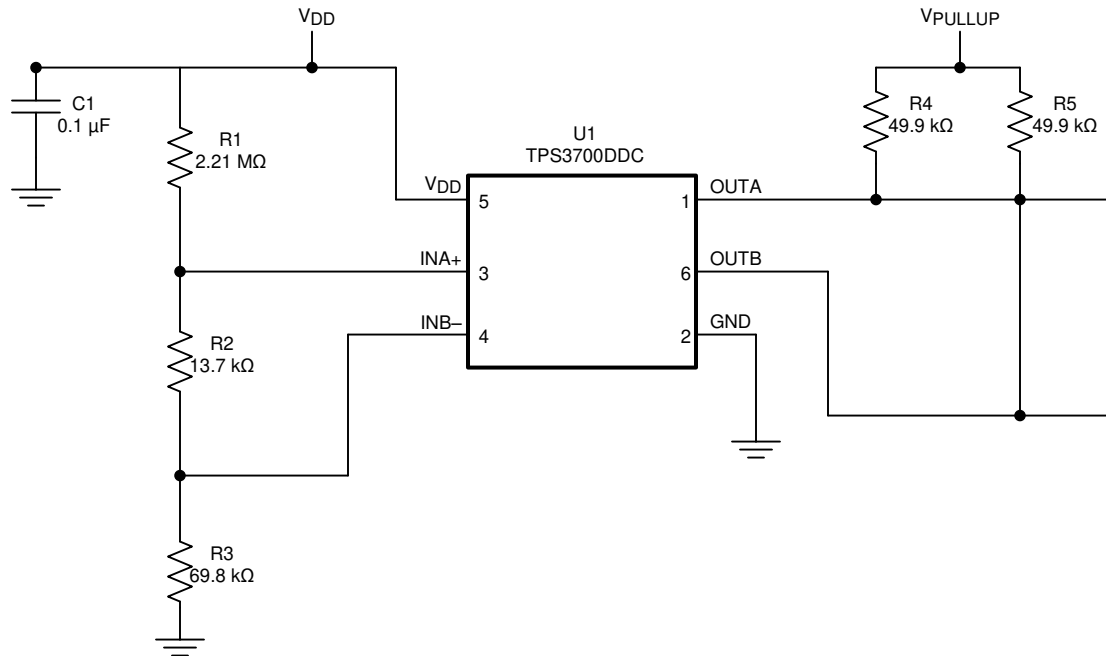 VDD
VPULLUP
C1
0.1 µF
R1
2.21 MΩ
R4
49.9 kΩ
R5
49.9 kΩ
U1
TPS3700DDC
VDD
5
1
OUTA
INA+
3
6
OUTB
INB–
4
2
GND
R2
13.7 kΩ
R3
69.8 kΩ